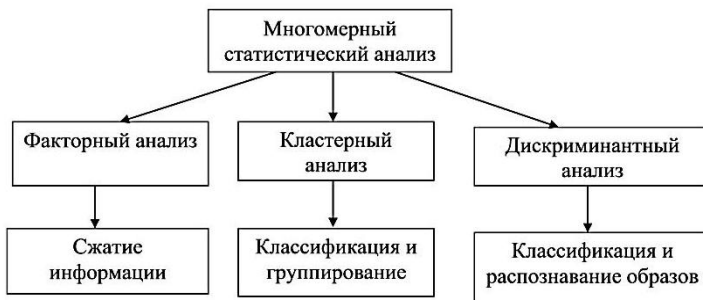 Многомерный
статистический анализ
Факторный анализ
Кластерный
анализ
Дискриминантный
анализ
Сжатие
информации
Классификация и
группирование
Классификация и
распознавание образов